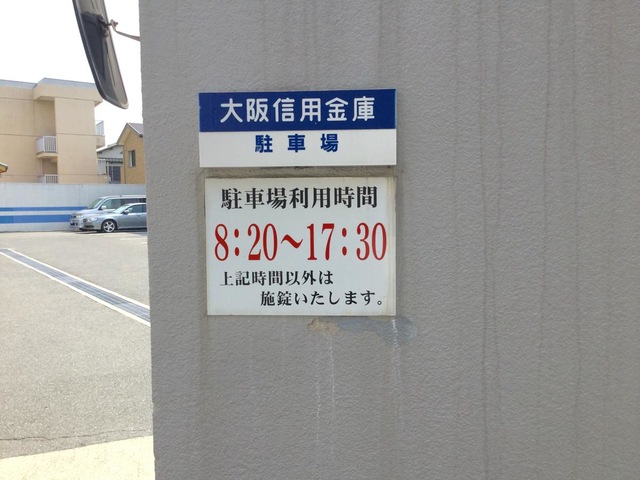 大阪信用金庫
駐車場
駐車場利用時間
8:20～17:30
上記時間以外は
施錠いたします。